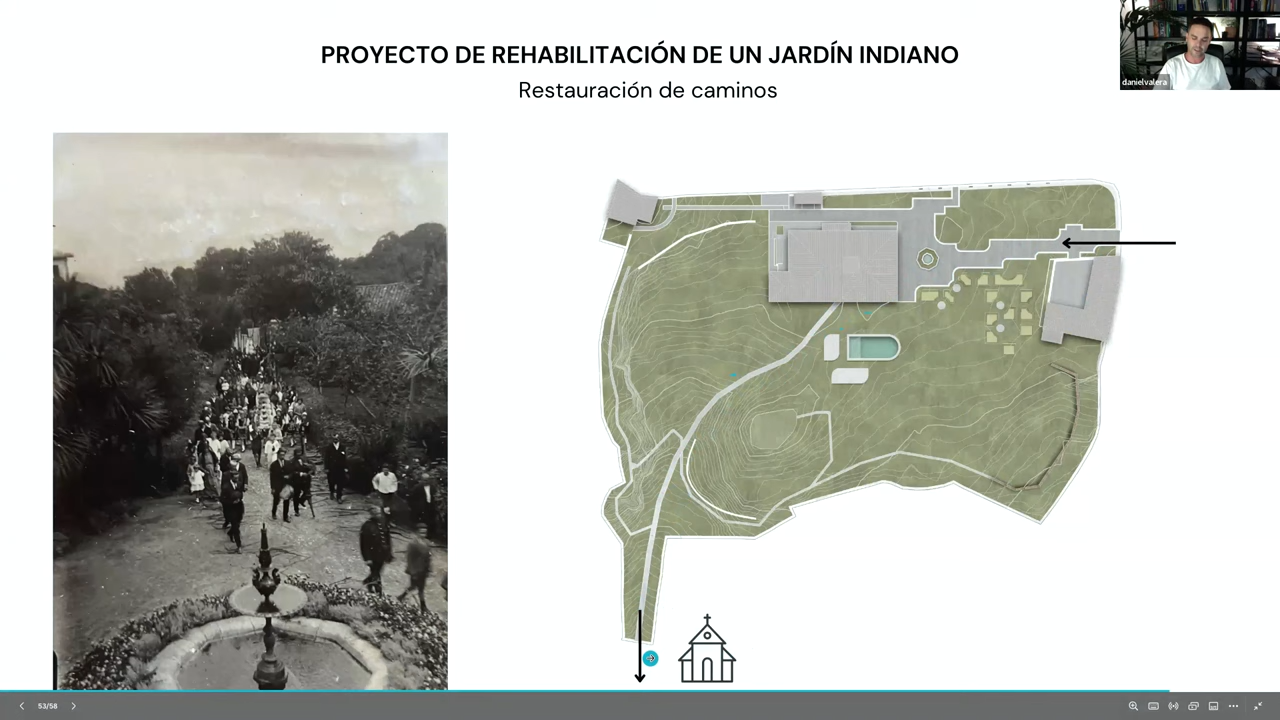 PROYECTO DE REHABILITACIÓN DE UN JARDÍN INDIANO
Restauración de caminos
danielvalera
53/58